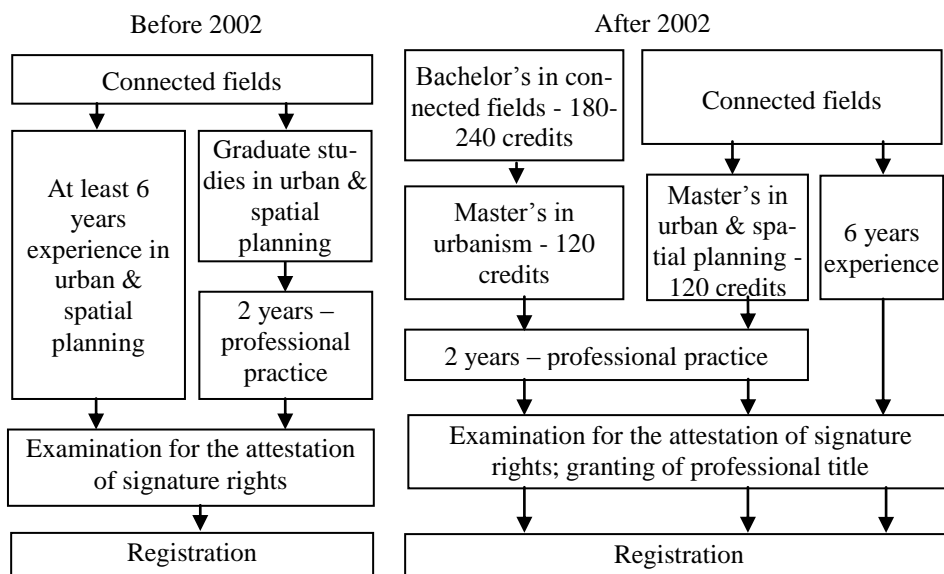 Before 2002
Connected fields
At least 6
years
experience in
urban &
spatial
planning
Graduate stu-
dies in urban &
spatial
planning
2 years –
professional
practice
Examination for the attestation
of signature rights
Registration
After 2002
Bachelor's in con-
nected fields - 180-
240 credits
Master's in
urbanism - 120
credits
Connected fields
Master's in
urban & spa-
tial planning -
120 credits
6 years
experience
2 years – professional practice
Examination for the attestation of signature
rights; granting of professional title
Registration